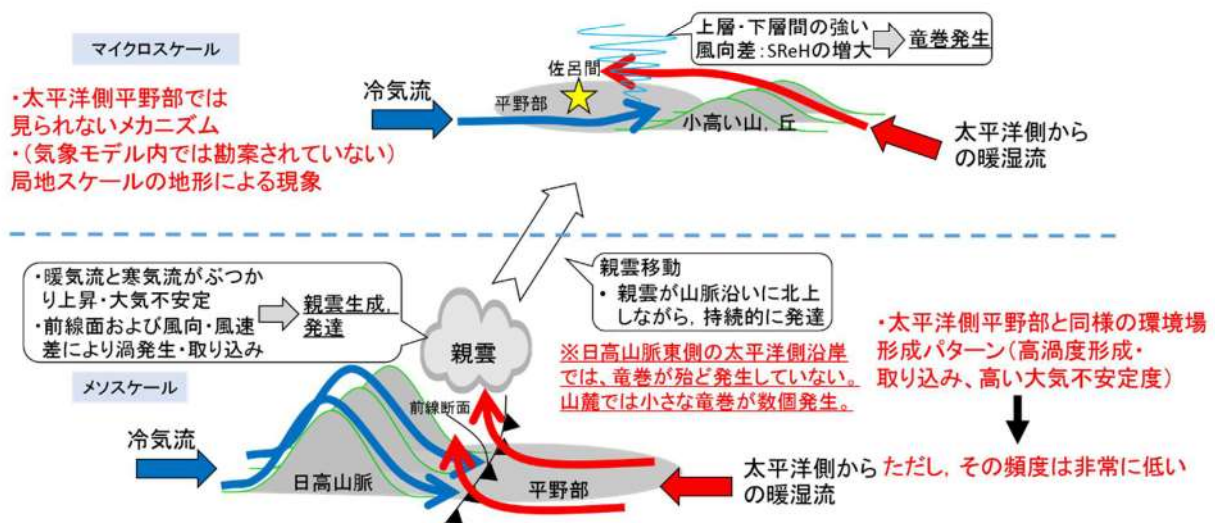 マイクロスケール
・太平洋側平野部では
見られないメカニズム
・(気象モデル内では勘案されていない)
局地スケールの地形による現象
冷気流
平野部
佐呂間
上層・下層間の強い
風向差:SReHの増大
竜巻発生
小高い山, 丘
太平洋側から
の暖湿流
・暖気流と寒気流がぶつか
り上昇・大気不安定
・前線面および風向・風速
差により渦発生・取り込み
親雲生成,
発達
親雲
親雲移動
・ 親雲が山脈沿いに北上
しながら, 持続的に発達
※日高山脈東側の太平洋側沿岸
では、竜巻が殆ど発生していない。
山麓では小さな竜巻が数個発生。
・太平洋側平野部と同様の環境場
形成パターン(高渦度形成・
取り込み、高い大気不安定度)
ただし, その頻度は非常に低い
メソスケール
冷気流
日高山脈
前線断面
平野部
太平洋側から
の暖湿流